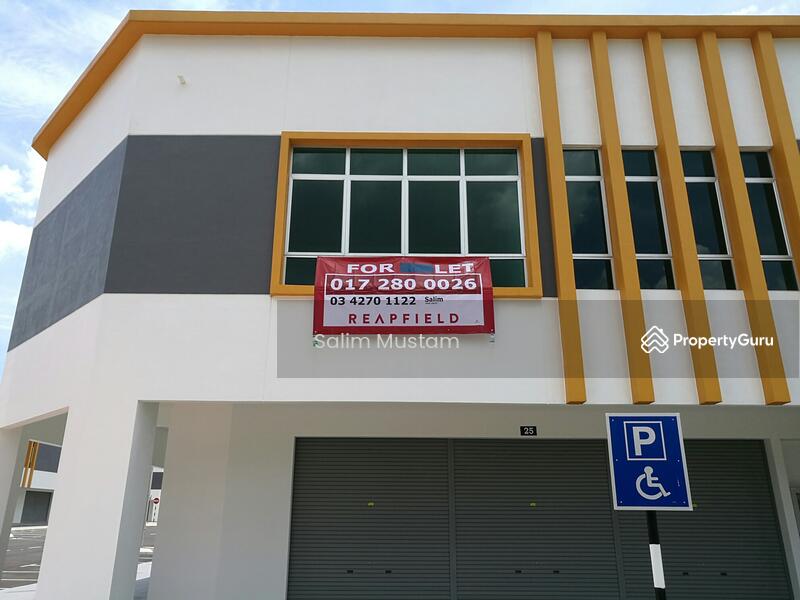 FOR LET
017 280 0026
03 4270 1122 Salim
REAPFIELD
Salim Mustam
PropertyGuru
25
P